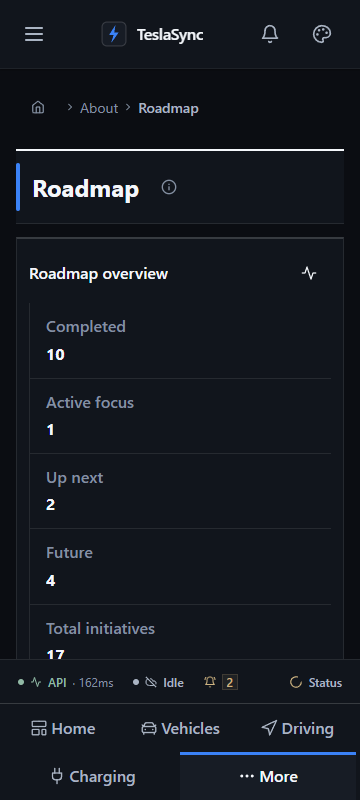 TeslaSync
About
Roadmap
Roadmap
Roadmap overview
Completed
10
Active focus
1
Up next
2
Future
4
Total initiatives
17
API · 162ms Idle 2 Status
Home Vehicles Driving
Charging More